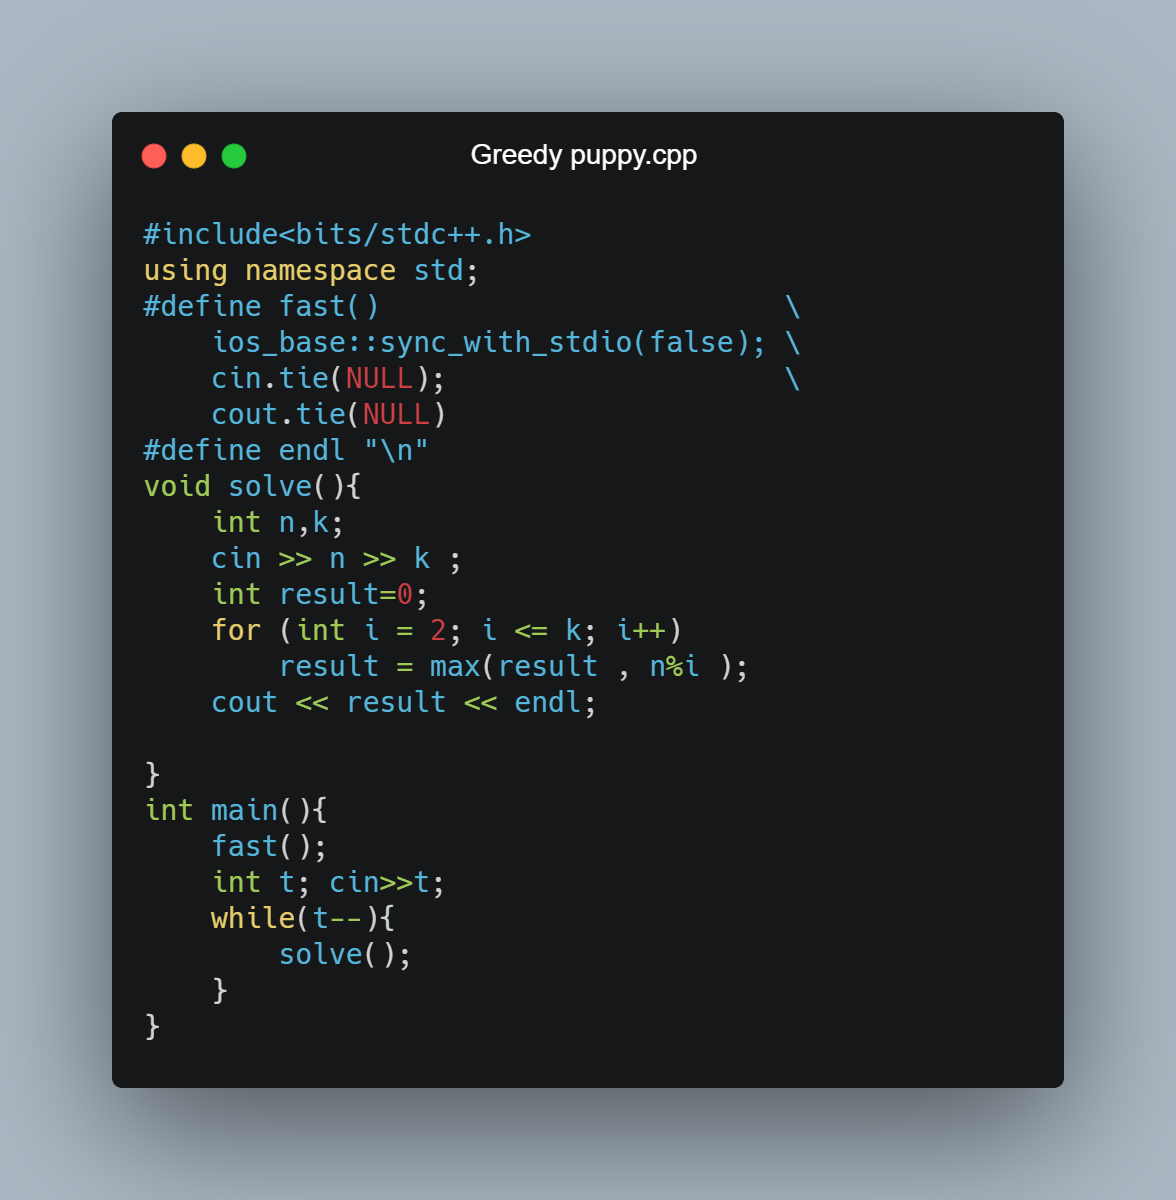 Greedy puppy.cpp
#include<bits/stdc++.h>
using namespace std;
#define fast()                        \
    ios_base::sync_with_stdio(false); \
    cin.tie(NULL);                    \
    cout.tie(NULL)
#define endl "\n"
void solve(){
    int n,k;
    cin >> n >> k ;
    int result=0;
    for (int i = 2; i <= k; i++)
        result = max(result , n%i );
    cout << result << endl;

}
int main(){
    fast();
    int t; cin>>t;
    while(t--){
        solve();
    }
}